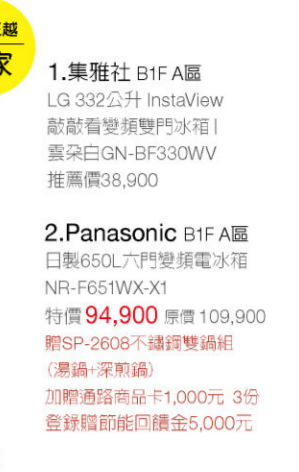 越
家
1.集雅社 B1F A區
LG 332公升 InstaView
敲敲看變頻雙門冰箱|
雲朵白GN-BF330WV
推薦價38,900
2.Panasonic B1F A區
日製650L六門變頻電冰箱
NR-F651WX-X1
特價94,900 原價109,900
贈SP-2608不鏽鋼雙鍋組
(湯鍋+深煎鍋)
加贈通路商品卡1,000元 3份
登錄贈節能回饋金5,000元